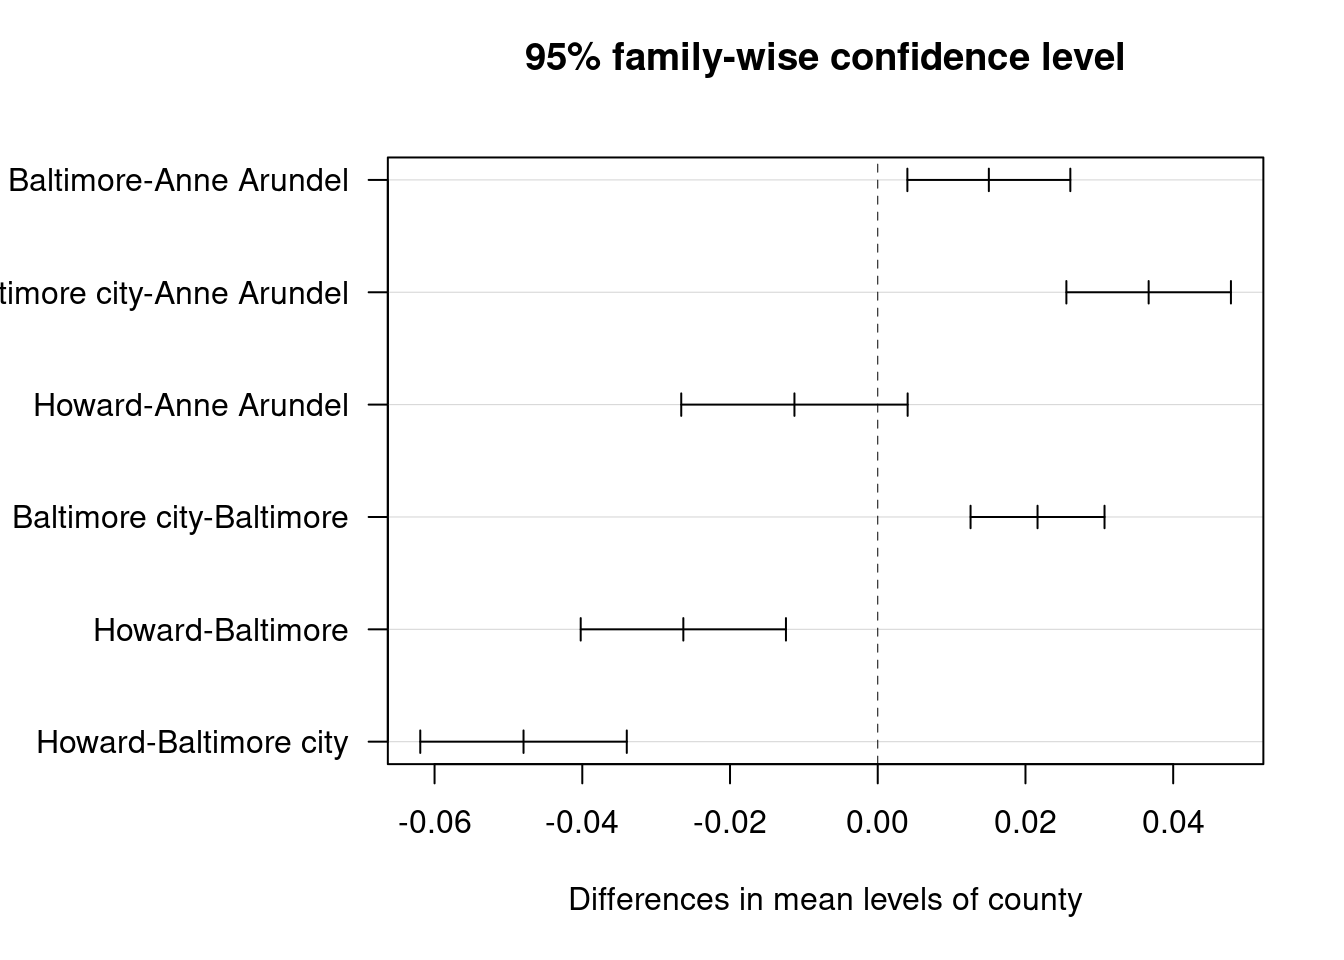 95% family-wise confidence level
Baltimore-Anne Arundel
timore city-Anne Arundel
Howard-Anne Arundel
Baltimore city-Baltimore
Howard-Baltimore
Howard-Baltimore city
-0.06 -0.04 -0.02 0.00 0.02 0.04
Differences in mean levels of county